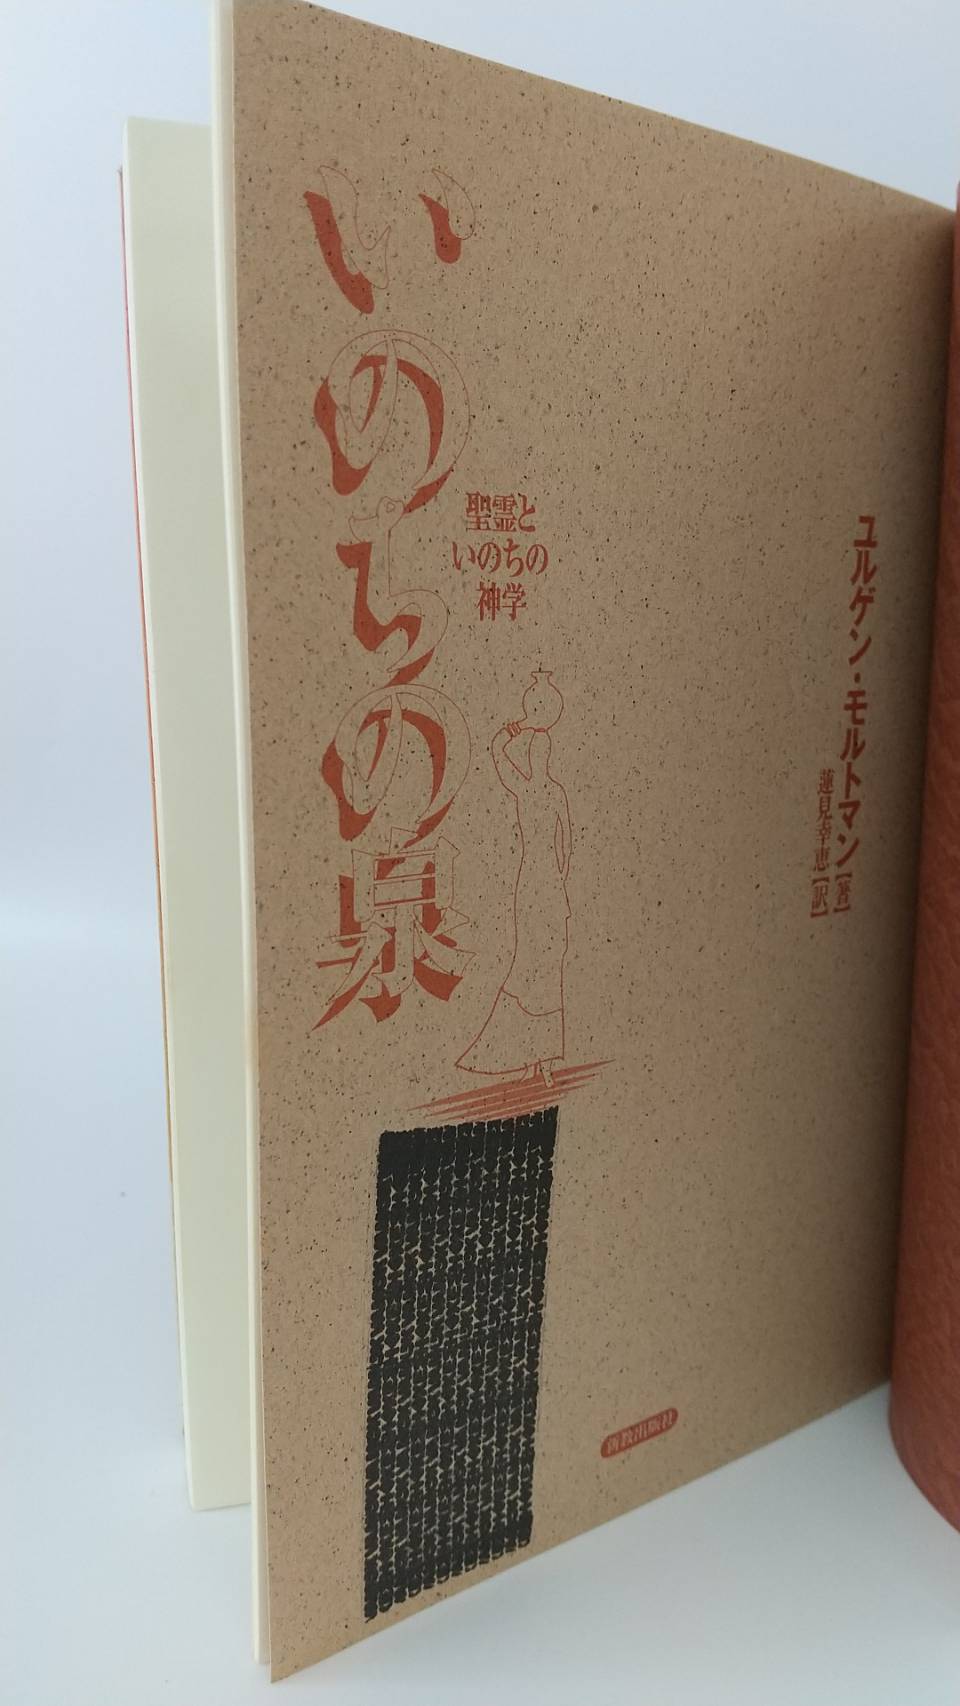 いのちの泉
聖霊と
いのちの
神学
ユルゲン・モルトマン[著]
蓮見幸恵[訳]
新教出版社